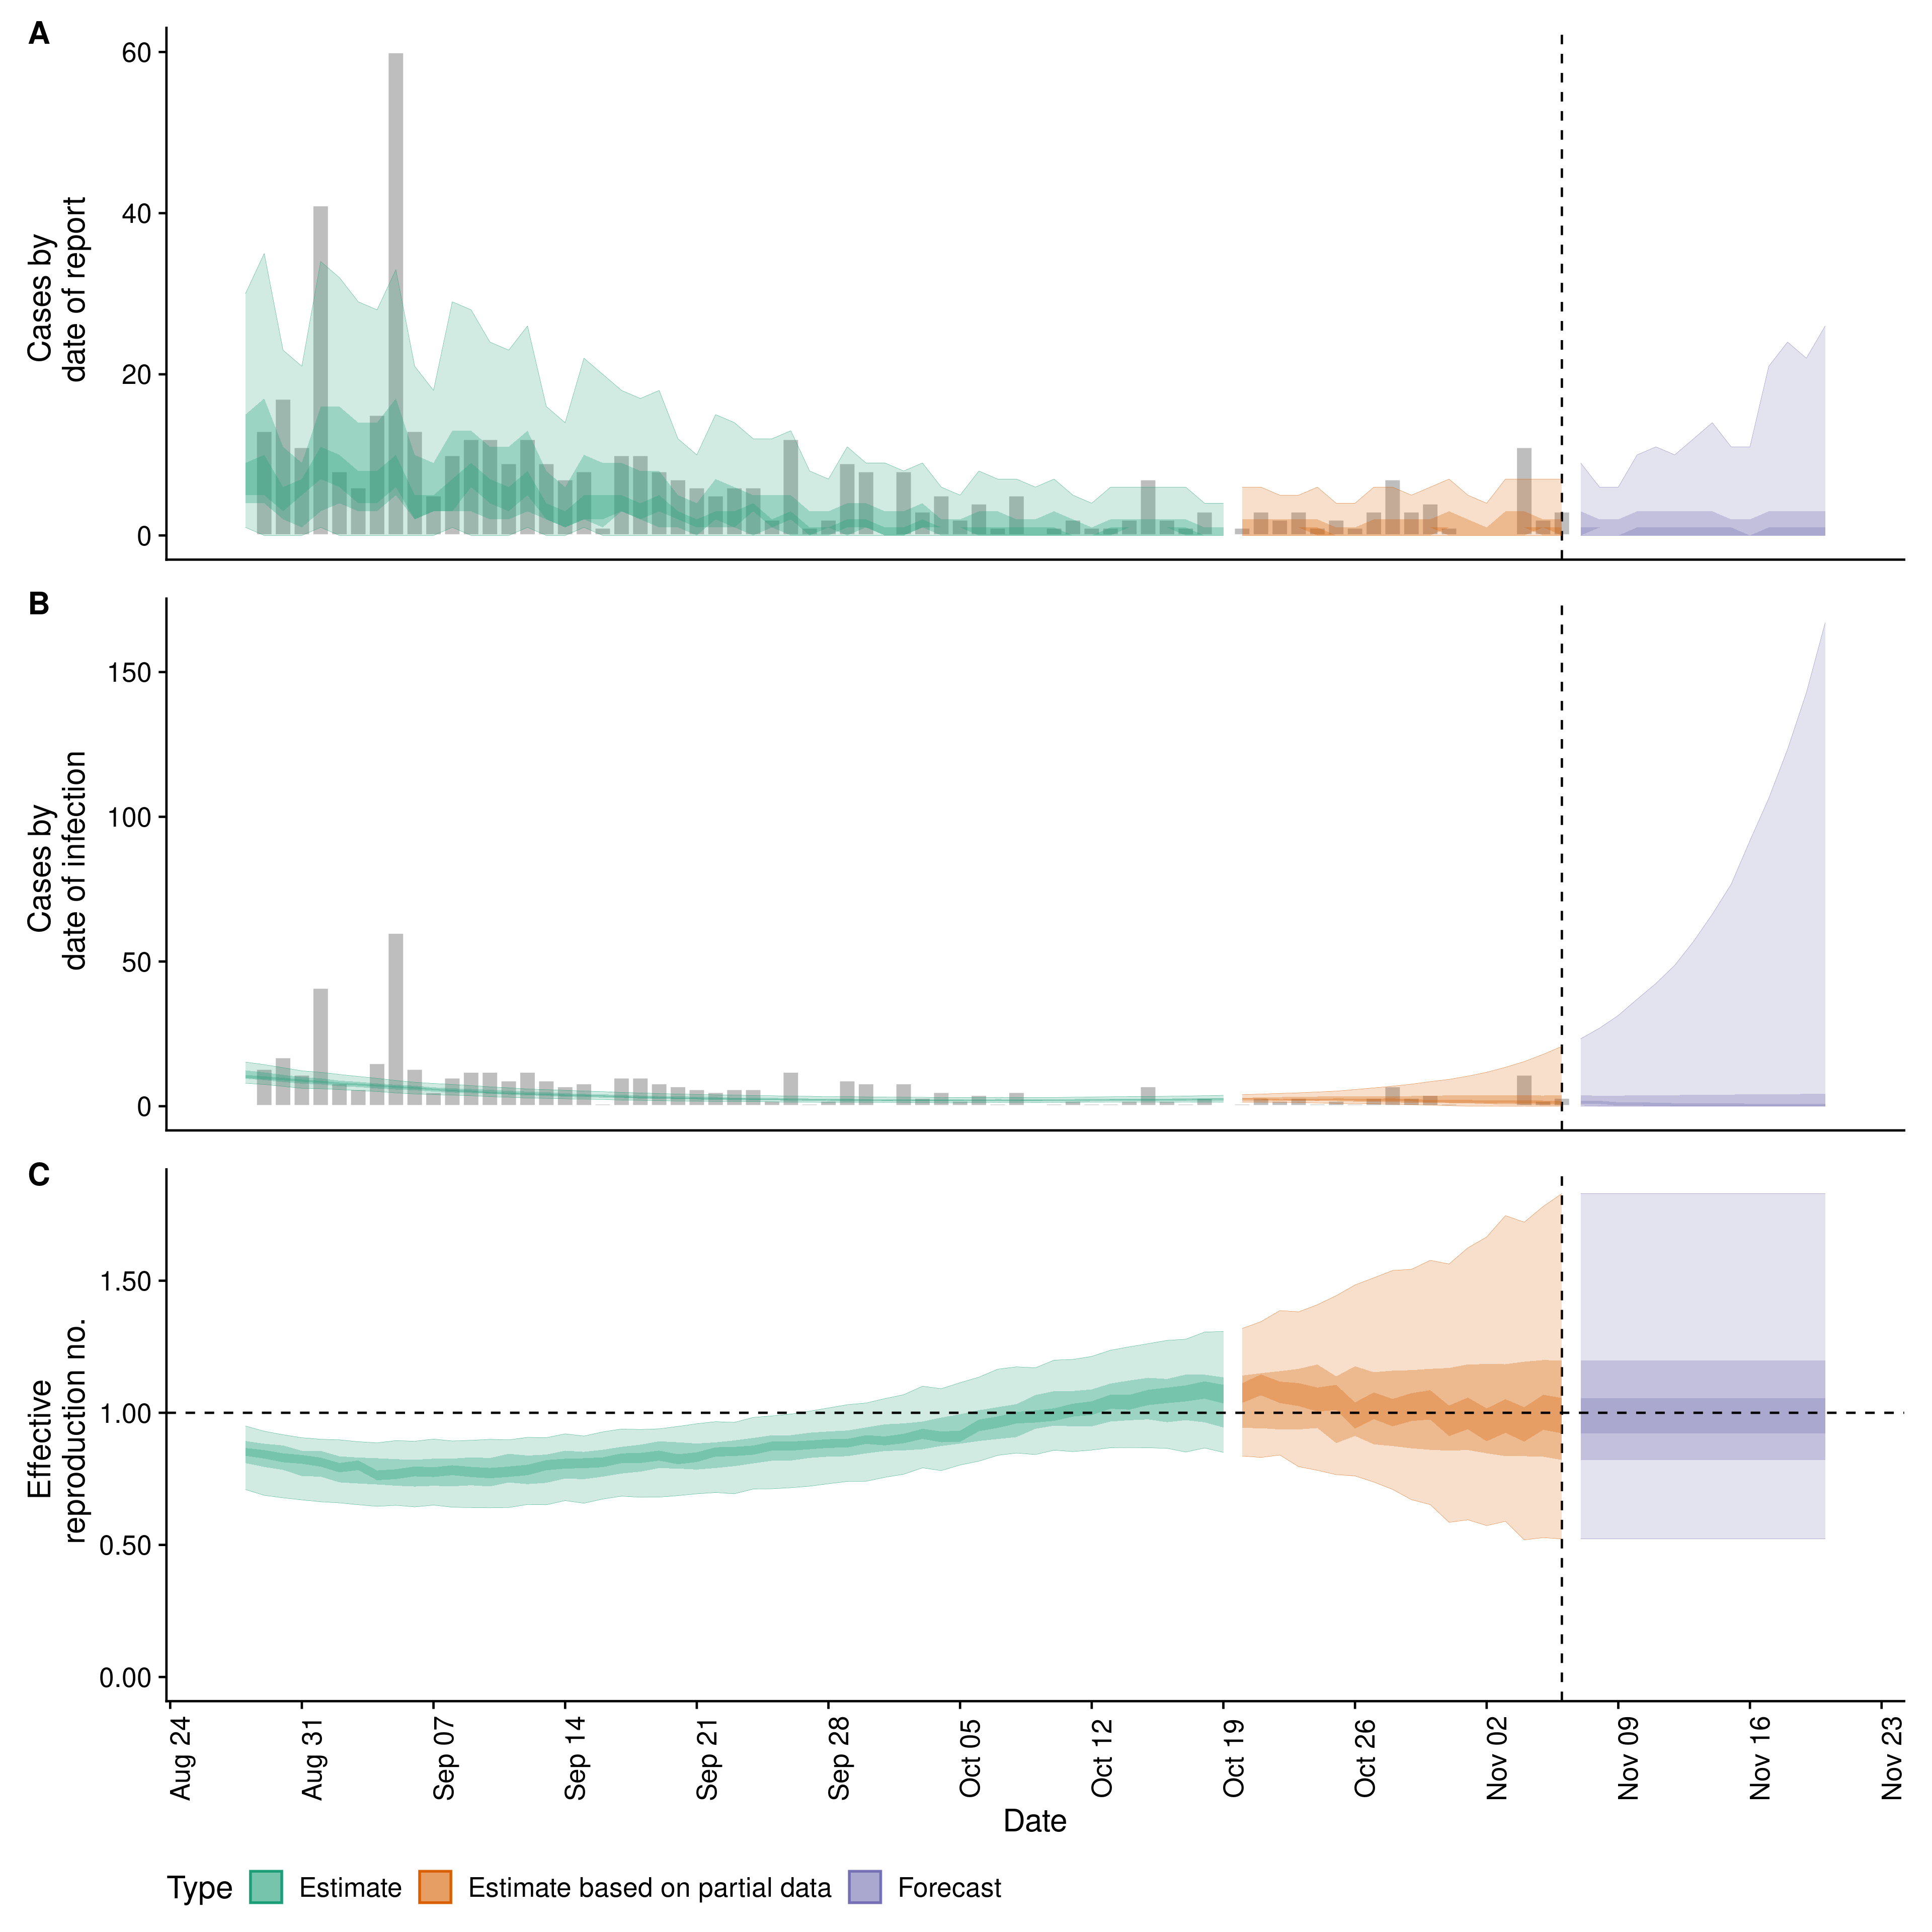 A
Cases by
date of report
60
40
20
0
B
Cases by
date of infection
150
100
50
0
C
Effective
reproduction no.
1.50
1.00
0.50
0.00
Aug 24
Aug 31
Sep 07
Sep 14
Sep 21
Sep 28
Oct 05
Oct 12
Oct 19
Oct 26
Nov 02
Nov 09
Nov 16
Nov 23
Date
Type Estimate Estimate based on partial data Forecast